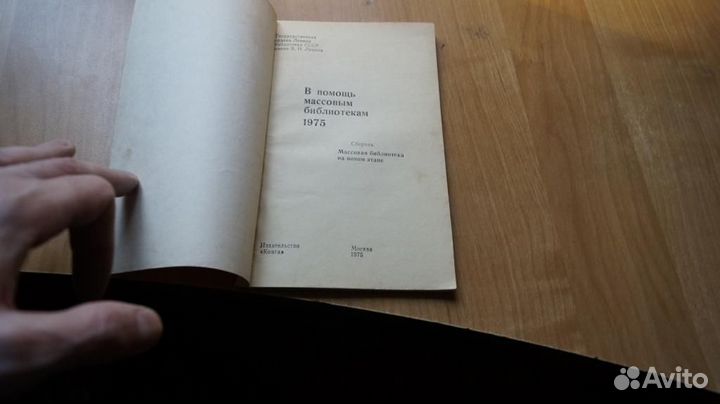 Государственная
ордена Ленина
библиотека СССР
имени В. И. Ленина
В помощь
массовым
библиотекам
1975
Сборник
Массовая библиотека
на новом этапе
Издательство
«Книга»
Москва
1975
Avito